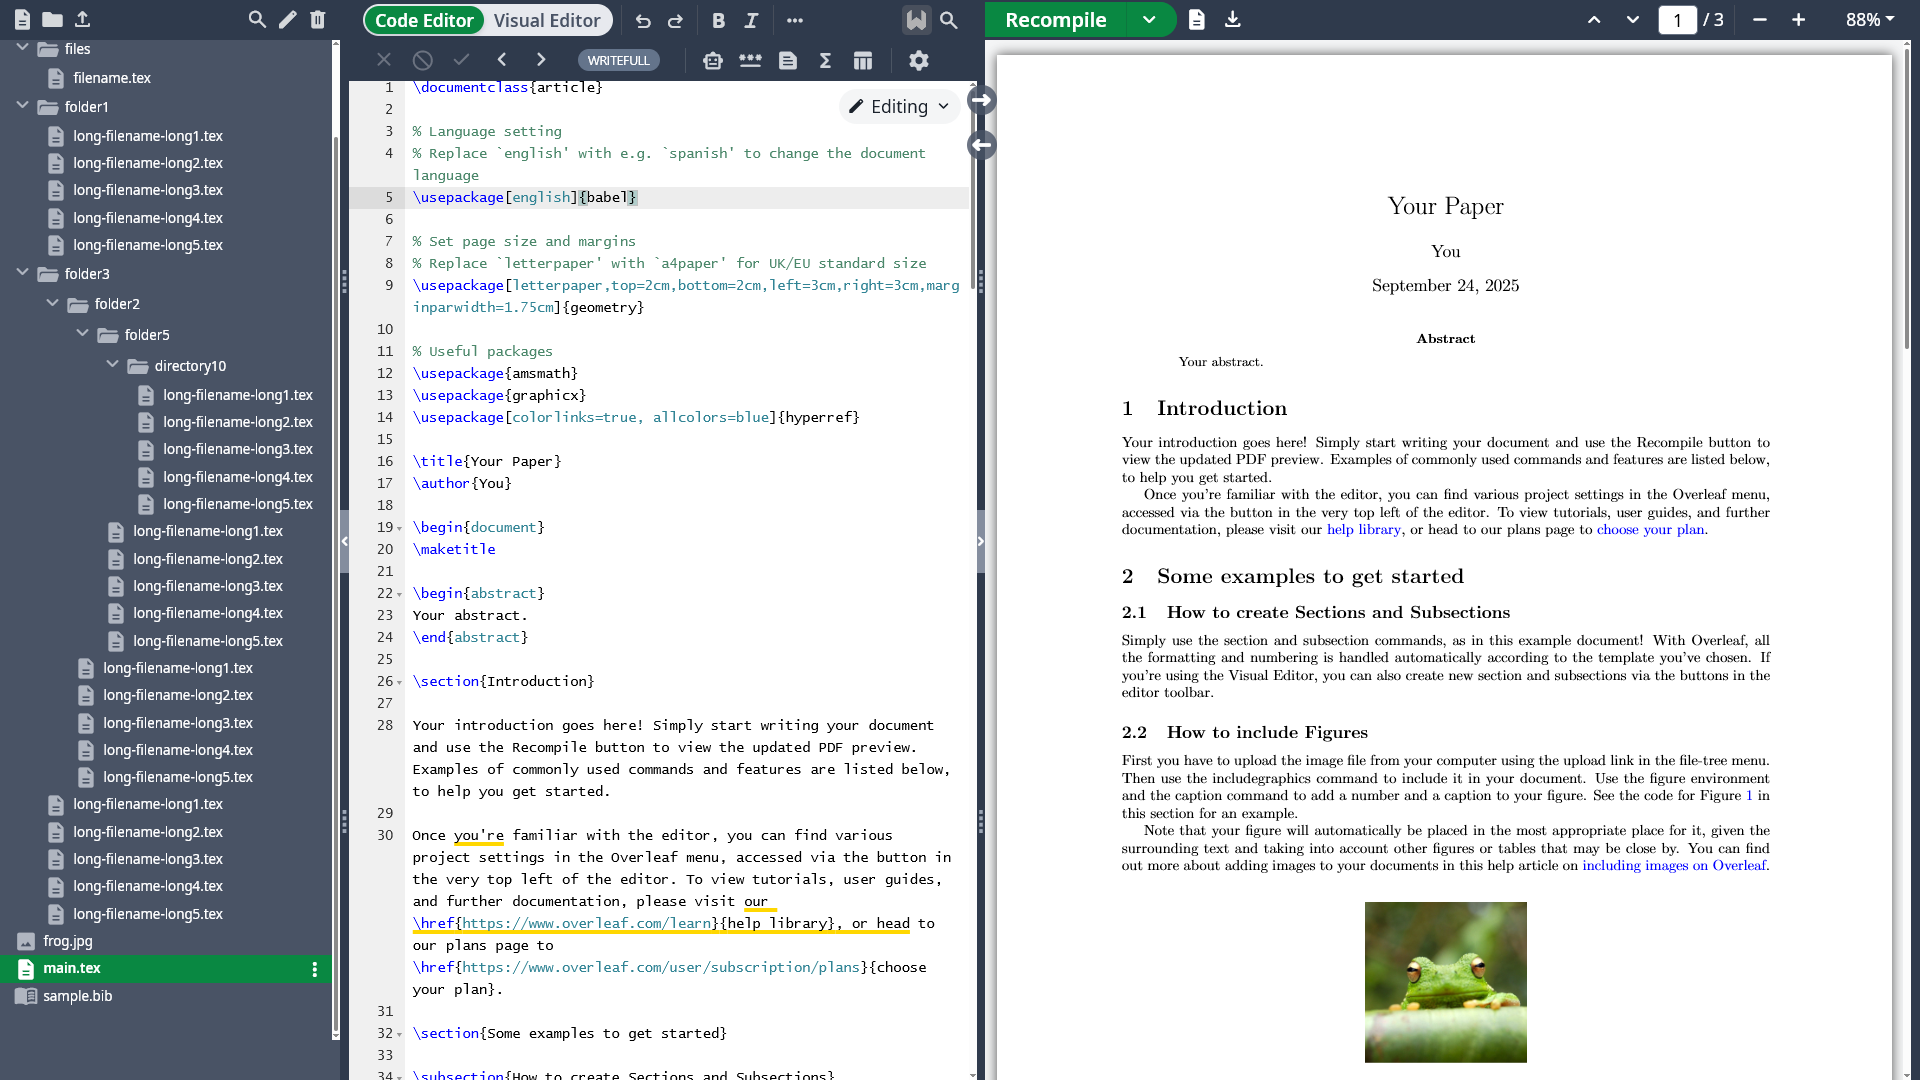 files
filename.tex
folder1
long-filename-long1.tex
long-filename-long2.tex
long-filename-long3.tex
long-filename-long4.tex
long-filename-long5.tex
folder3
folder2
folder5
directory10
long-filename-long1.tex
long-filename-long2.tex
long-filename-long3.tex
long-filename-long4.tex
long-filename-long5.tex
long-filename-long1.tex
long-filename-long2.tex
long-filename-long3.tex
long-filename-long4.tex
long-filename-long5.tex
long-filename-long1.tex
long-filename-long2.tex
long-filename-long3.tex
long-filename-long4.tex
long-filename-long5.tex
long-filename-long1.tex
long-filename-long2.tex
long-filename-long3.tex
long-filename-long4.tex
long-filename-long5.tex
frog.jpg
main.tex
sample.bib
Code Editor Visual Editor
B I
WRITEFULL
Σ
Editing
1 \documentclass{article}
2
3 % Language setting
4 % Replace `english' with e.g. `spanish' to change the document
language
5 \usepackage[english]{babel}
6
7 % Set page size and margins
8 % Replace `letterpaper' with `a4paper' for UK/EU standard size
9 \usepackage[letterpaper,top=2cm,bottom=2cm,left=3cm,right=3cm,marg
inparwidth=1.75cm]{geometry}
10
11 % Useful packages
12 \usepackage{amsmath}
13 \usepackage{graphicx}
14 \usepackage[colorlinks=true, allcolors=blue]{hyperref}
15
16 \title{Your Paper}
17 \author{You}
18
19 \begin{document}
20 \maketitle
21
22 \begin{abstract}
23 Your abstract.
24 \end{abstract}
25
26 \section{Introduction}
27
28 Your introduction goes here! Simply start writing your document
and use the Recompile button to view the updated PDF preview.
Examples of commonly used commands and features are listed below,
to help you get started.
29
30 Once you're familiar with the editor, you can find various
project settings in the Overleaf menu, accessed via the button in
the very top left of the editor. To view tutorials, user guides,
and further documentation, please visit our
\href{https://www.overleaf.com/learn}{help library}, or head to
our plans page to
\href{https://www.overleaf.com/user/subscription/plans}{choose
your plan}.
31
32 \section{Some examples to get started}
33
34 \subsection{How to create Sections and Subsections}
Recompile
1 / 3
88%
Your Paper
You
September 24, 2025
Abstract
Your abstract.
1 Introduction
Your introduction goes here! Simply start writing your document and use the Recompile button to
view the updated PDF preview. Examples of commonly used commands and features are listed below,
to help you get started.
Once you're familiar with the editor, you can find various project settings in the Overleaf menu,
accessed via the button in the very top left of the editor. To view tutorials, user guides, and further
documentation, please visit our help library, or head to our plans page to choose your plan.
2 Some examples to get started
2.1 How to create Sections and Subsections
Simply use the section and subsection commands, as in this example document! With Overleaf, all
the formatting and numbering is handled automatically according to the template you've chosen. If
you're using the Visual Editor, you can also create new section and subsections via the buttons in the
editor toolbar.
2.2 How to include Figures
First you have to upload the image file from your computer using the upload link in the file-tree menu.
Then use the includegraphics command to include it in your document. Use the figure environment
and the caption command to add a number and a caption to your figure. See the code for Figure 1 in
this section for an example.
Note that your figure will automatically be placed in the most appropriate place for it, given the
surrounding text and taking into account other figures or tables that may be close by. You can find
out more about adding images to your documents in this help article on including images on Overleaf.